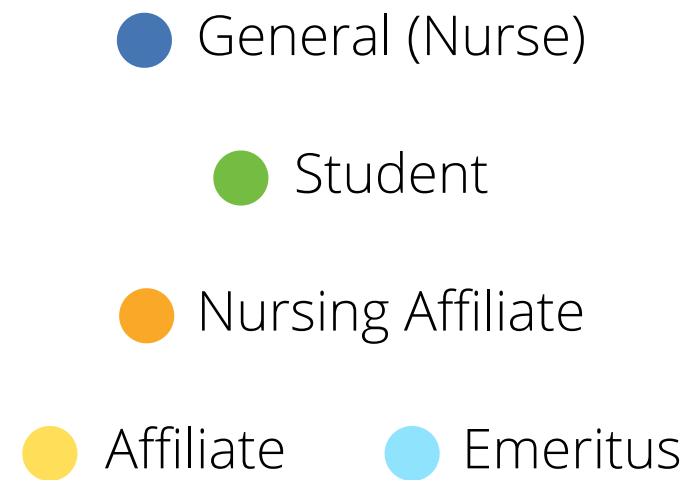 General (Nurse)
Student
Nursing Affiliate
Affiliate Emeritus